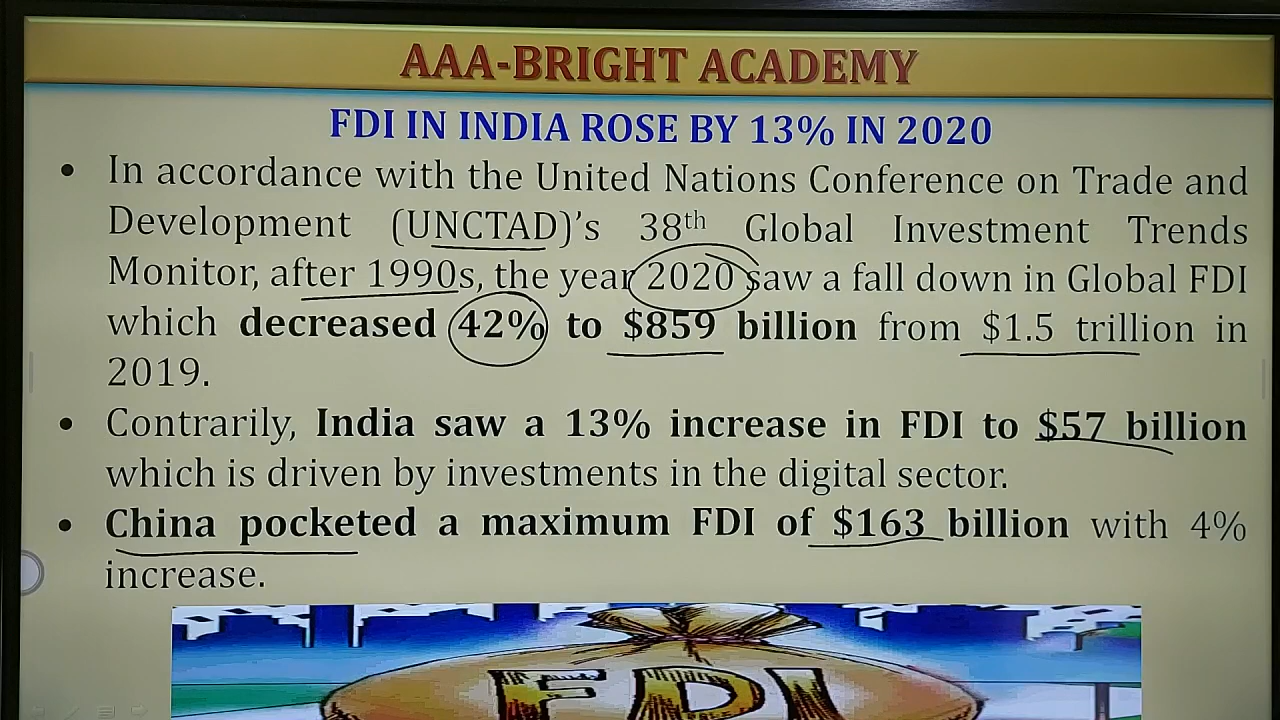 AAA-BRIGHT ACADEMY
FDI IN INDIA ROSE BY 13% IN 2020
• In accordance with the United Nations Conference on Trade and
Development (UNCTAD)’s 38th Global Investment Trends
Monitor, after 1990s, the year 2020 saw a fall down in Global FDI
which decreased 42% to $859 billion from $1.5 trillion in
2019.
• Contrarily, India saw a 13% increase in FDI to $57 billion
which is driven by investments in the digital sector.
• China pocketed a maximum FDI of $163 billion with 4%
increase.
FDI